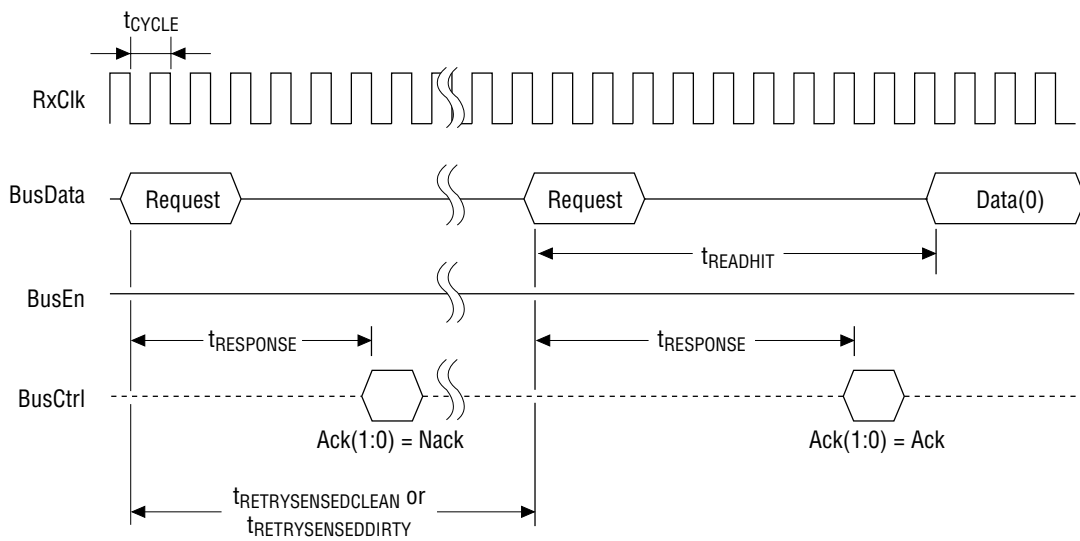 tCYCLE
RxClk
BusData
Request
Request
Data(0)
tREADHIT
BusEn
tRESPONSE
tRESPONSE
BusCtrl
Ack(1:0) = Nack
Ack(1:0) = Ack
tRETRYSENSEDCLEAN or
tRETRYSENSEDDIRTY